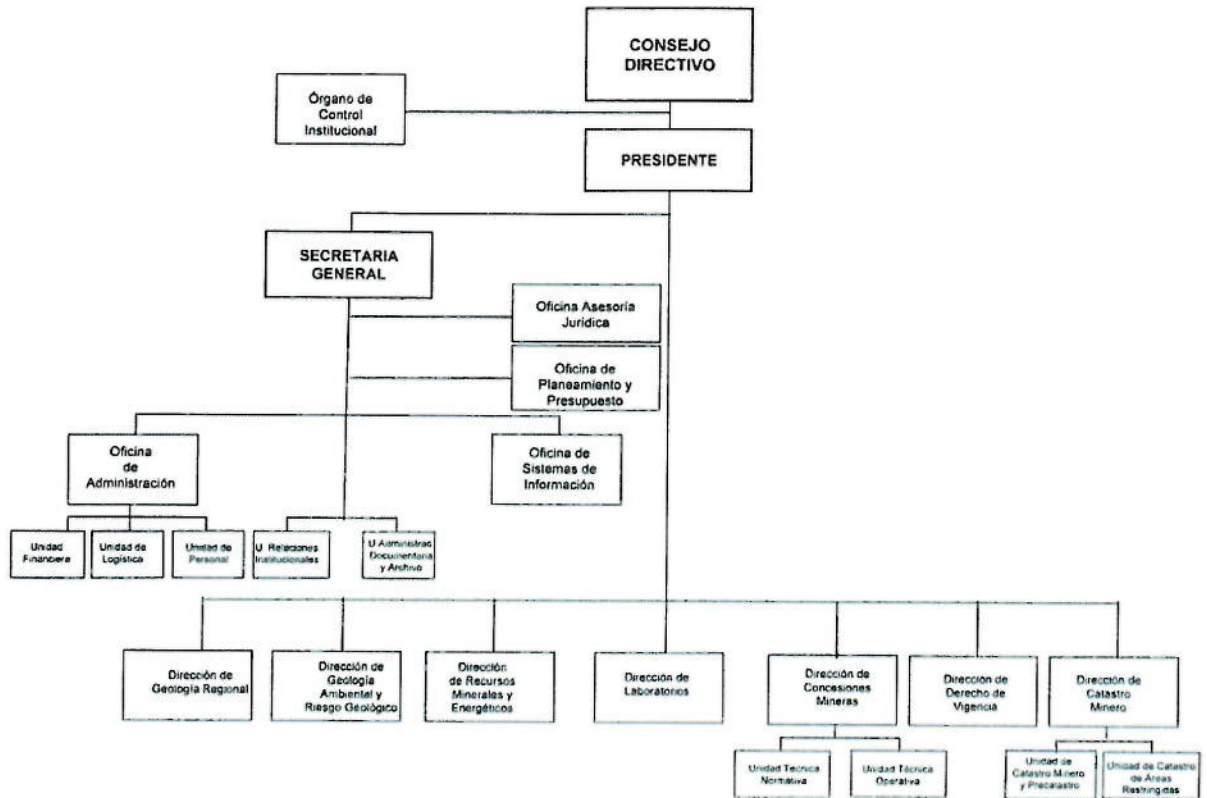 CONSEJO
DIRECTIVO
Órgano de
Control
Institucional
PRESIDENTE
SECRETARIA
GENERAL
Oficina Asesoría
Jurídica
Oficina de
Planeamiento y
Presupuesto
Oficina
de
Administración
Oficina de
Sistemas de
Información
Unidad
Financiera
Unidad de
Logística
Unidad de
Personal
U. Relaciones
Institucionales
U Administrac
Documentaria
y Archivo
Dirección de
Geología Regional
Dirección de
Geología
Ambiental y
Riesgo Geológico
Dirección
de Recursos
Minerales y
Energéticos
Dirección de
Laboratorios
Dirección de
Concesiones
Mineras
Dirección de
Derecho de
Vigencia
Dirección de
Catastro
Minero
Unidad Técnica
Normativa
Unidad Técnica
Operativa
Unidad de
Catastro Minero
y Precatastro
Unidad de Catastro
de Áreas
Restringidas